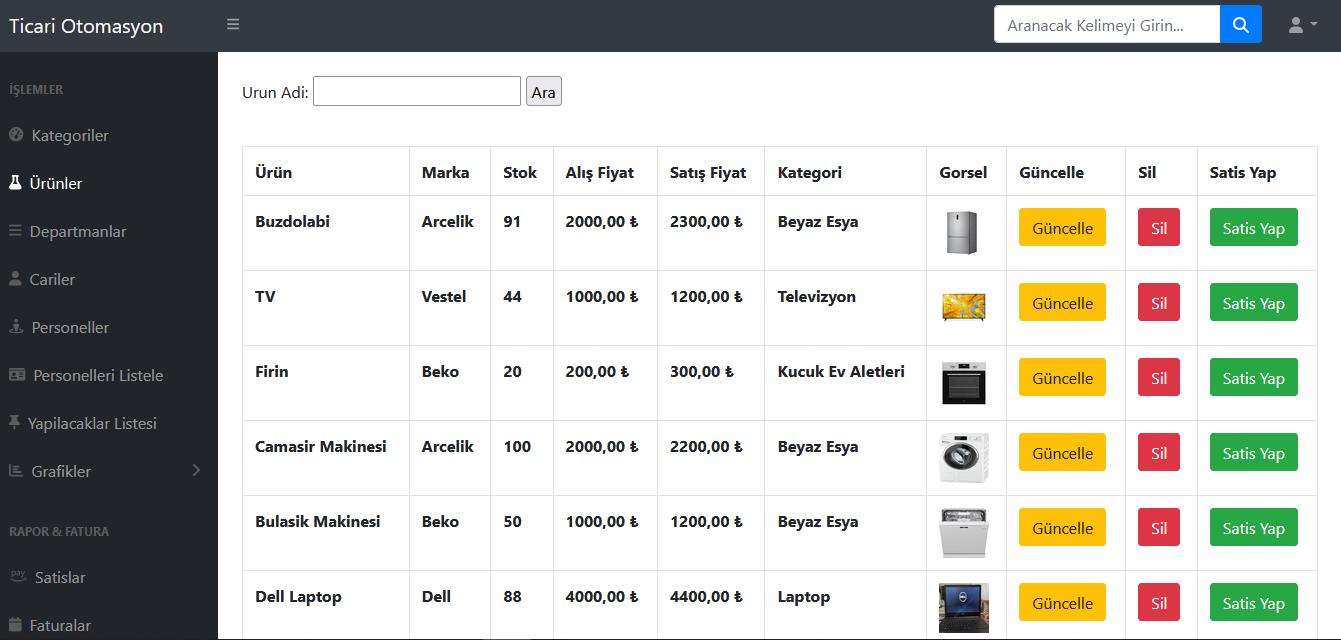 Ticari Otomasyon
Aranacak Kelimeyi Girin...
İŞLEMLER
Kategoriler
Ürünler
Departmanlar
Cariler
Personeller
Personelleri Listele
Yapilacaklar Listesi
Grafikler
RAPOR & FATURA
pay Satislar
Faturalar
Urun Adi: Ara
Ürün Marka Stok Alış Fiyat Satış Fiyat Kategori Gorsel Güncelle Sil Satis Yap
Buzdolabi Arcelik 91 2000,00 ₺ 2300,00 ₺ Beyaz Esya Güncelle Sil Satis Yap
TV Vestel 44 1000,00 ₺ 1200,00 ₺ Televizyon Güncelle Sil Satis Yap
Firin Beko 20 200,00 ₺ 300,00 ₺ Kucuk Ev Aletleri Güncelle Sil Satis Yap
Camasir Makinesi Arcelik 100 2000,00 ₺ 2200,00 ₺ Beyaz Esya Güncelle Sil Satis Yap
Bulasik Makinesi Beko 50 1000,00 ₺ 1200,00 ₺ Beyaz Esya Güncelle Sil Satis Yap
Dell Laptop Dell 88 4000,00 ₺ 4400,00 ₺ Laptop Güncelle Sil Satis Yap